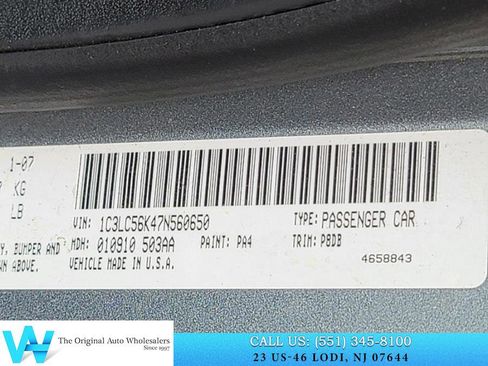 1-07
KG
LB
VIN: 1C3LC56K47N560650
TYPE: PASSENGER CAR
Y, BUMPER AND
MDH: 010910 503AA
PAINT: PA4
TRIM: P8DB
WN ABOVE.
VEHICLE MADE IN U.S.A.
4658843
The Original Auto Wholesalers
Since 1997
CALL US: (551) 345-8100
23 US-46 LODI, NJ 07644